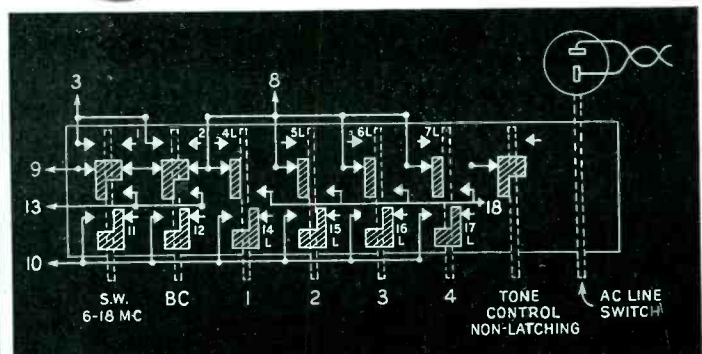 3 8
1 2 4L 5L 6L 7L
9
13 18
11 12 14 L 15 L 16 L 17 L
10
S.W. BC 1 2 3 4 TONE AC LINE
6-18 MC CONTROL SWITCH
NON-LATCHING